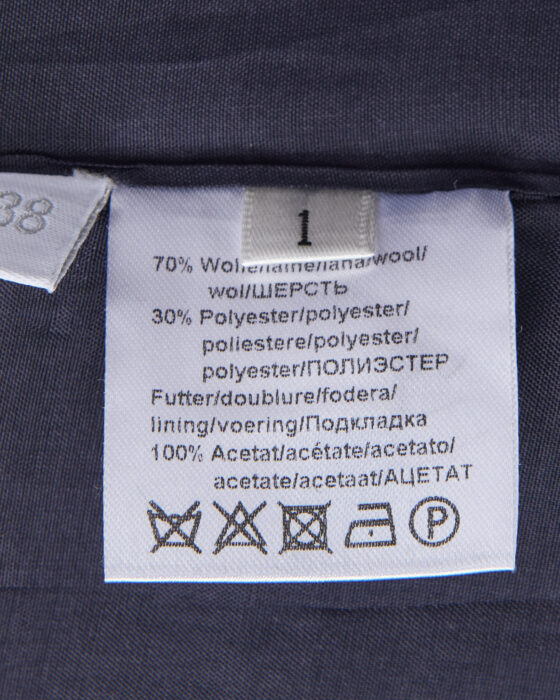 38
1
70% Wolle/laine/lana/wool/
wol/ШЕРСТЬ
30% Polyester/polyester/
poliestere/polyester/
polyester/ПОЛИЭСТЕР
Futter/doublure/fodera/
lining/voering/Подкладка
100% Acetat/acétate/acetato/
acetate/acetaat/АЦЕТАТ
P